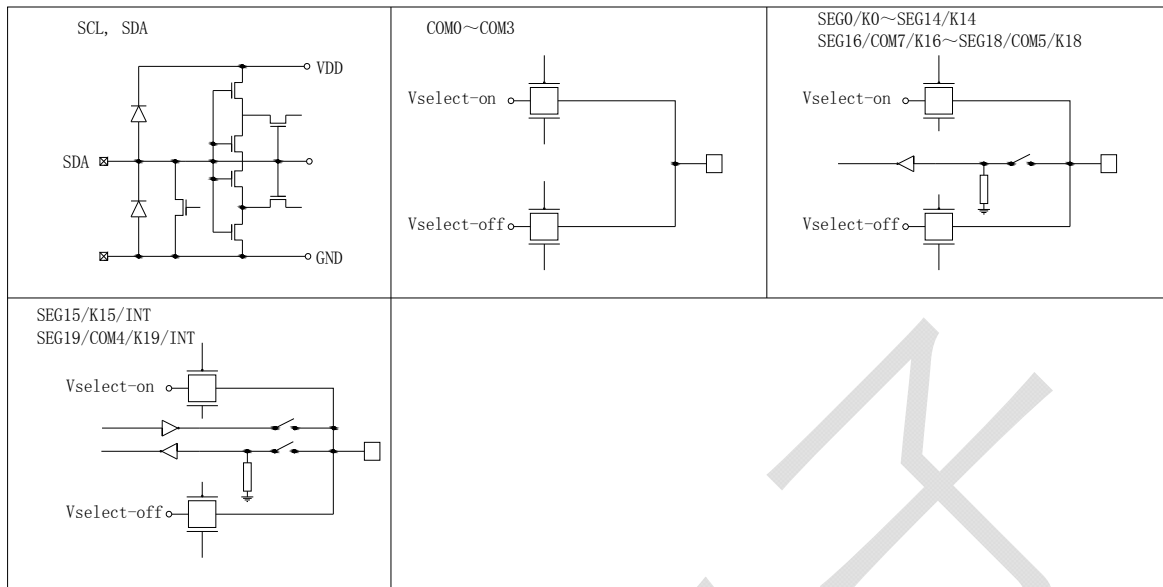 SCL, SDA
VDD
SDA
GND
COM0～COM3
Vselect-on
Vselect-off
SEG0/K0～SEG14/K14
SEG16/COM7/K16～SEG18/COM5/K18
Vselect-on
Vselect-off
SEG15/K15/INT
SEG19/COM4/K19/INT
Vselect-on
Vselect-off